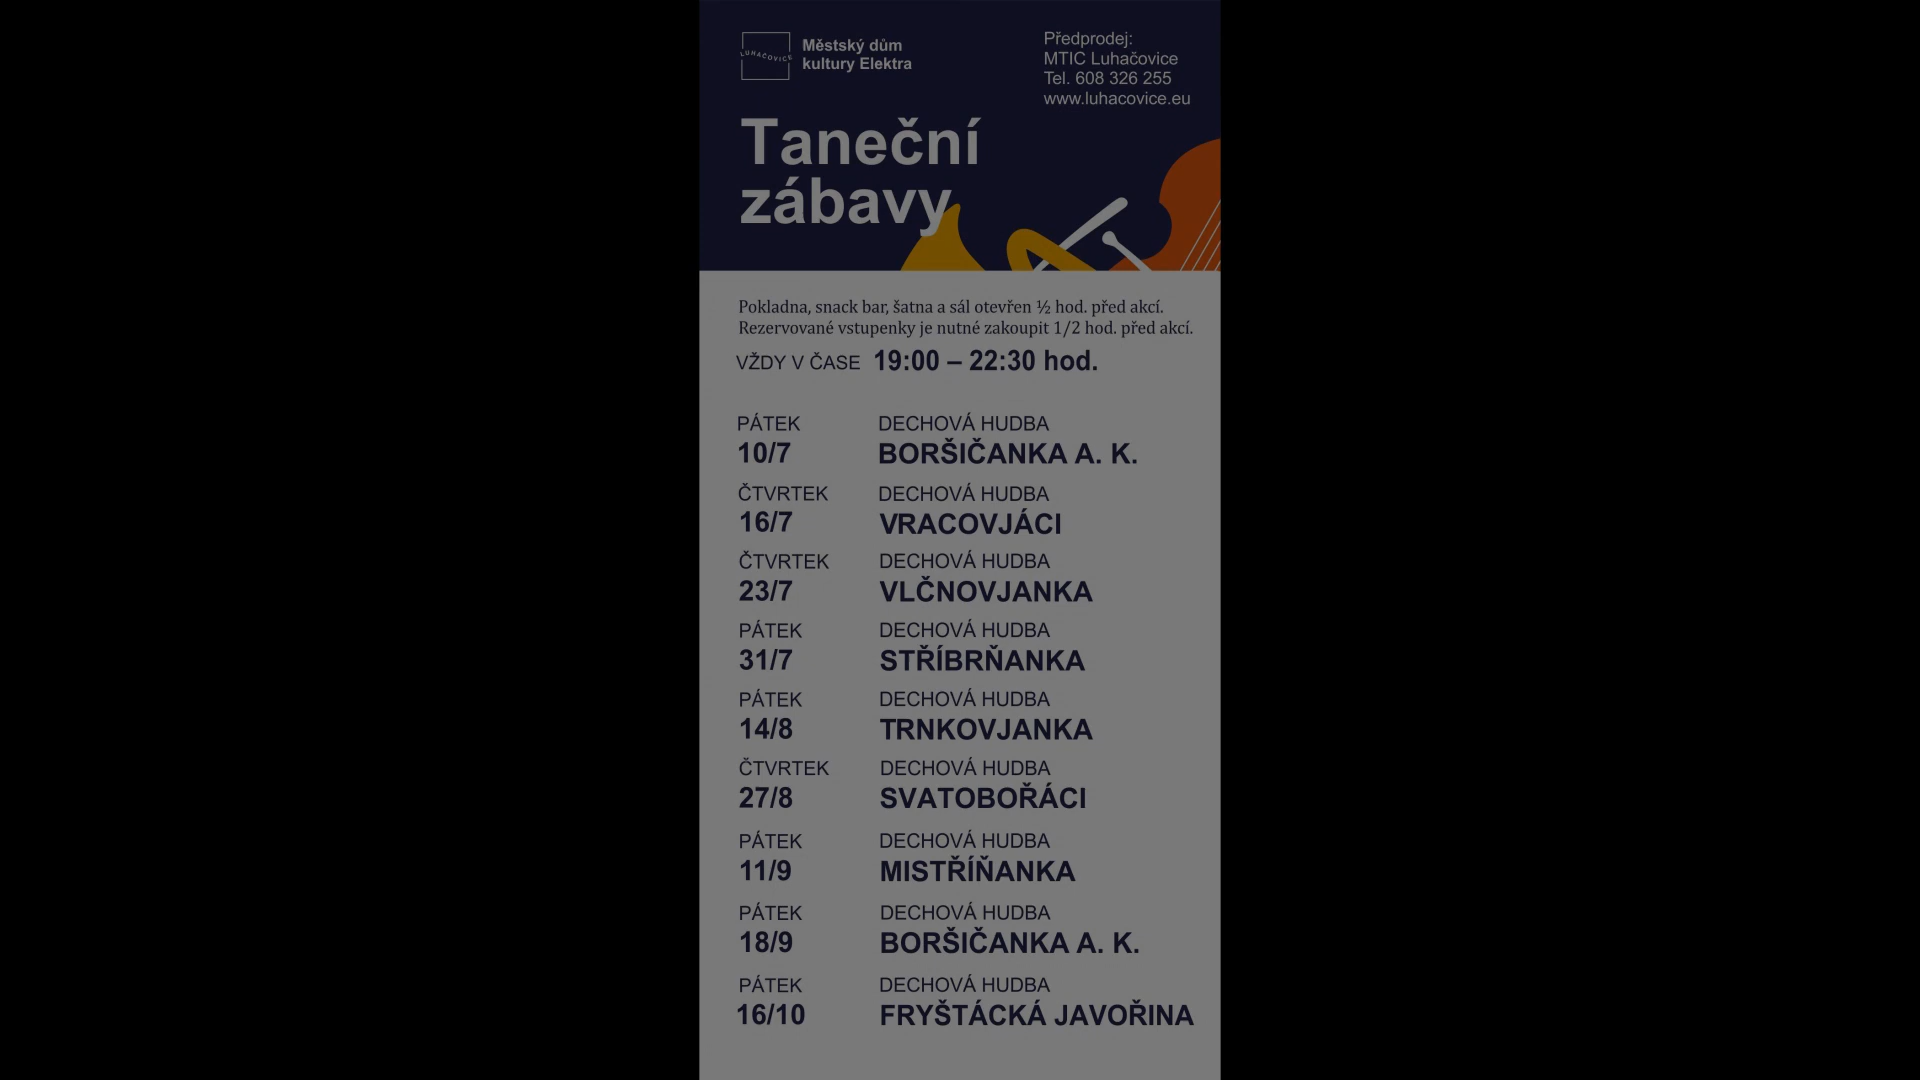 LUHAČOVICE
Městský dům
kultury Elektra
Předprodej:
MTIC Luhačovice
Tel. 608 326 255
www.luhacovice.eu
Taneční
zábavy
Pokladna, snack bar, šatna a sál otevřen ½ hod. před akcí.
Rezervované vstupenky je nutné zakoupit 1/2 hod. před akcí.
VŽDY V ČASE 19:00 – 22:30 hod.
PÁTEK DECHOVÁ HUDBA
10/7 BORŠIČANKA A. K.
ČTVRTEK DECHOVÁ HUDBA
16/7 VRACOVJÁCI
ČTVRTEK DECHOVÁ HUDBA
23/7 VLČNOVJANKA
PÁTEK DECHOVÁ HUDBA
31/7 STŘÍBRŇANKA
PÁTEK DECHOVÁ HUDBA
14/8 TRNKOVJANKA
ČTVRTEK DECHOVÁ HUDBA
27/8 SVATOBOŘÁCI
PÁTEK DECHOVÁ HUDBA
11/9 MISTŘÍŇANKA
PÁTEK DECHOVÁ HUDBA
18/9 BORŠIČANKA A. K.
PÁTEK DECHOVÁ HUDBA
16/10 FRYŠTÁCKÁ JAVOŘINA